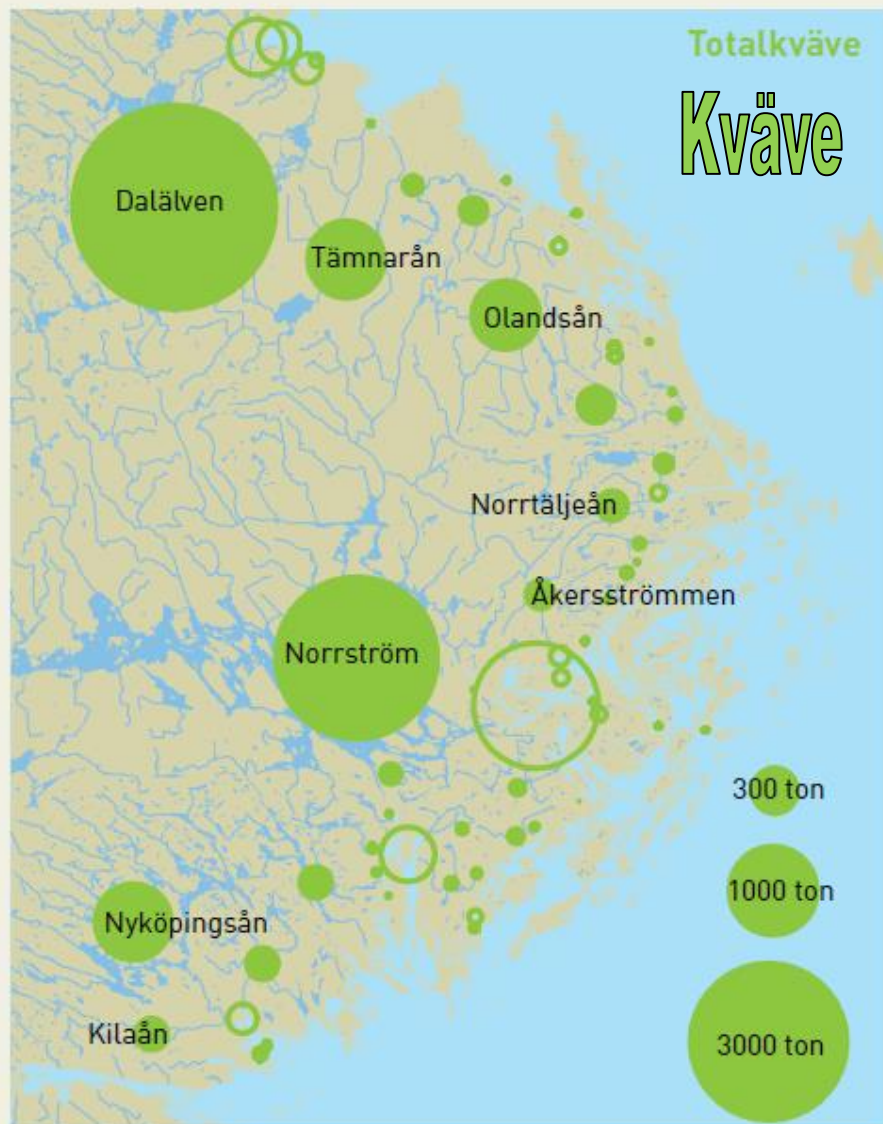 Totalkväve
Kväve
Dalälven
Tämnarån
Olandsån
Norrtäljeån
Åkersströmmen
Norrström
300 ton
1000 ton
Nyköpingsån
Kilaån
3000 ton